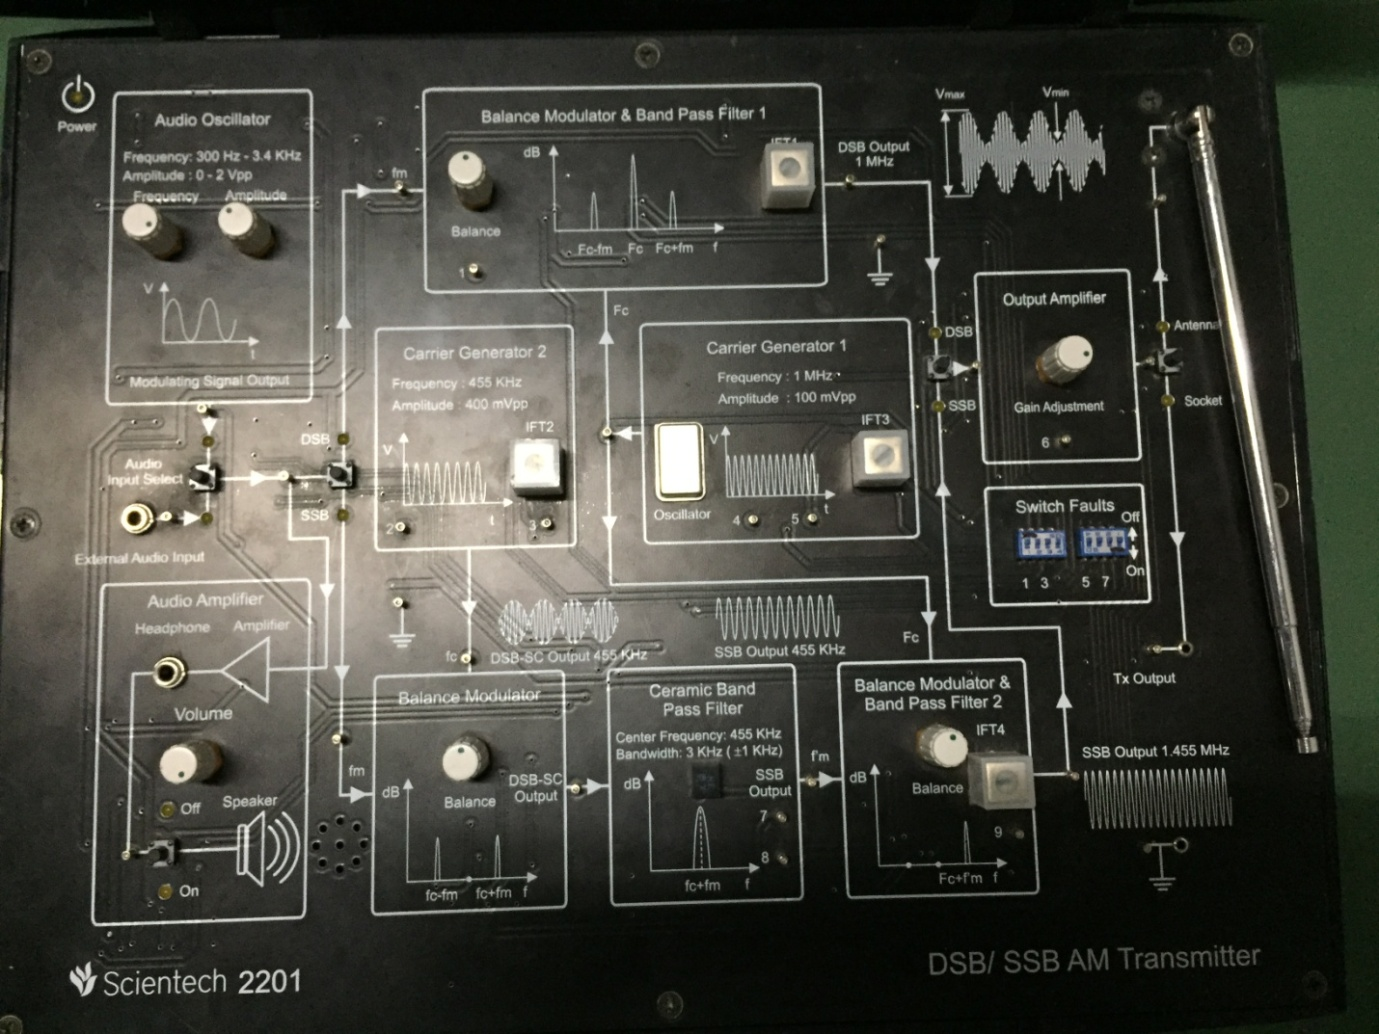 Power
Audio Oscillator
Frequency: 300 Hz - 3.4 KHz
Amplitude : 0 - 2 Vpp
Frequency
Amplitude
V
t
Modulating Signal Output
Balance Modulator & Band Pass Filter 1
dB
IFT1
Balance
Fc-fm
Fc
Fc+fm
f
1
fm
DSB Output
1 MHz
Vmax
Vmin
Fc
Carrier Generator 2
Frequency : 455 KHz
Amplitude : 400 mVpp
IFT2
V
t
2
3
Carrier Generator 1
Frequency : 1 MHz
Amplitude : 100 mVpp
IFT3
V
t
Oscillator
4
5
DSB
SSB
Output Amplifier
Gain Adjustment
6
Antenna
Socket
Switch Faults
Off
On
1 3 5 7
Audio
Input Select
DSB
SSB
External Audio Input
Audio Amplifier
Headphone
Amplifier
Volume
Off
Speaker
On
fc
DSB-SC Output 455 KHz
SSB Output 455 KHz
Fc
Tx Output
fm
Balance Modulator
dB
Balance
DSB-SC
Output
fc-fm
fc+fm
f
Ceramic Band
Pass Filter
Center Frequency: 455 KHz
Bandwidth: 3 KHz ( ±1 KHz)
dB
SSB
Output
7
8
fc+fm
f
f'm
Balance Modulator &
Band Pass Filter 2
IFT4
dB
Balance
9
Fc+f'm
f
SSB Output 1.455 MHz
Scientech 2201
DSB/ SSB AM Transmitter